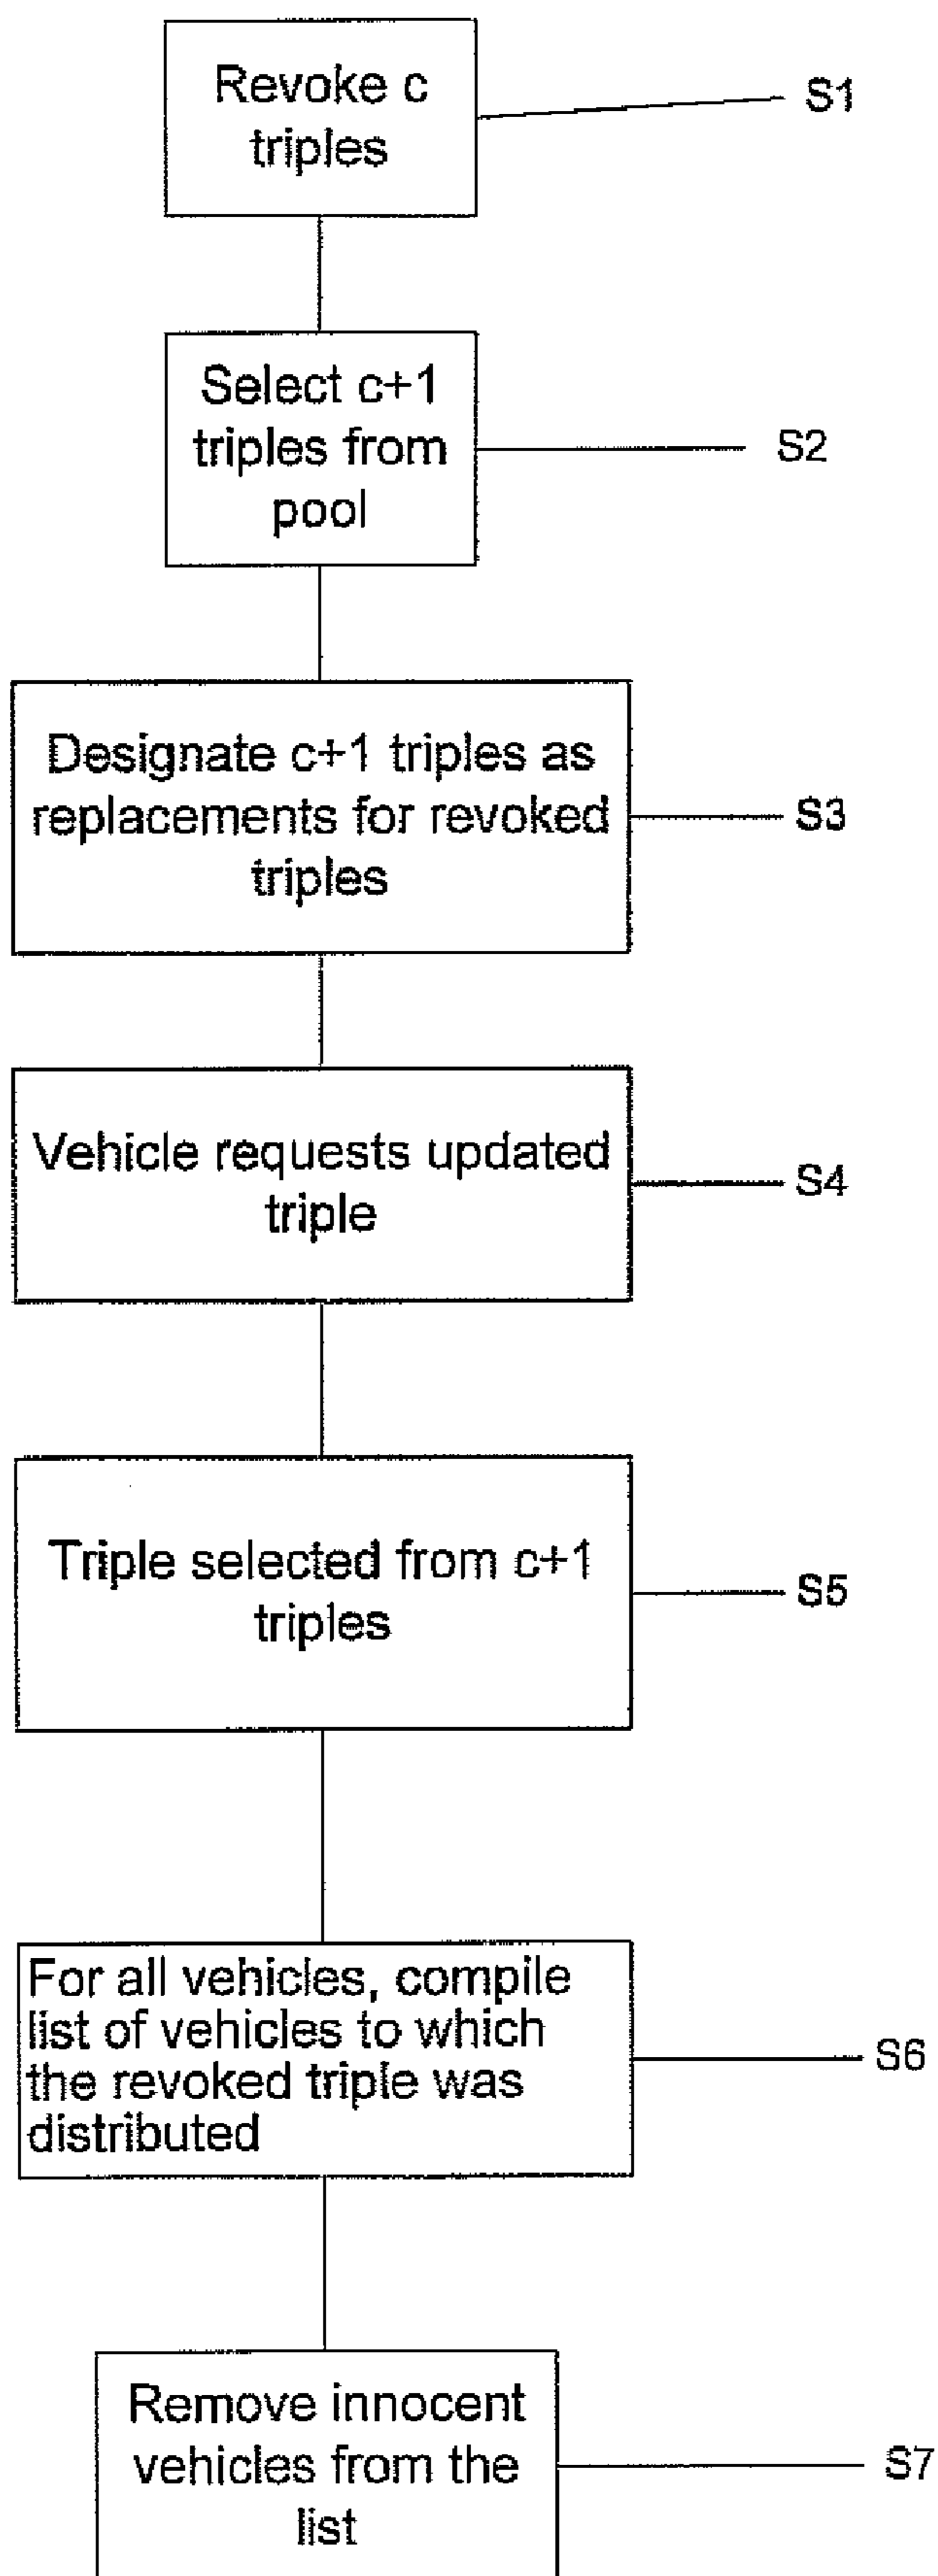 Revoke c
triples
S1
Select c+1
triples from
pool
S2
Designate c+1 triples as
replacements for revoked
triples
S3
Vehicle requests updated
triple
S4
Triple selected from c+1
triples
S5
For all vehicles, compile
list of vehicles to which
the revoked triple was
distributed
S6
Remove innocent
vehicles from the
list
S7